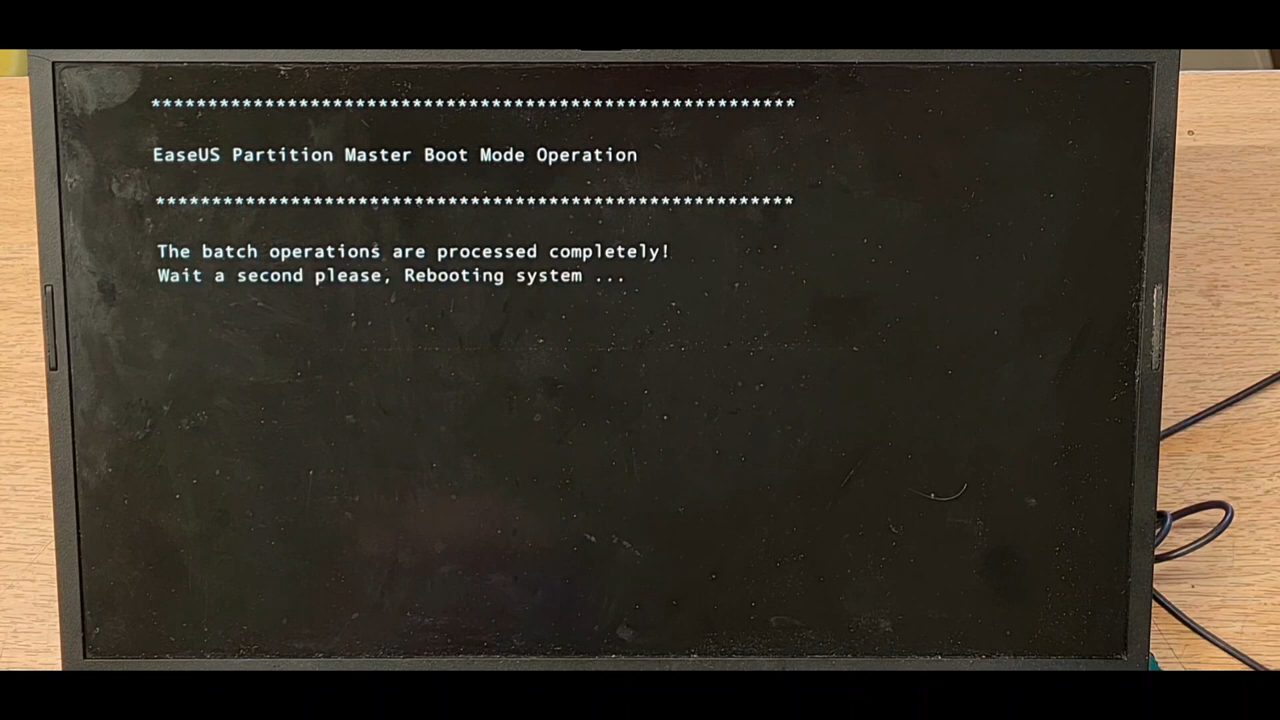 *********************************************************
EaseUS Partition Master Boot Mode Operation
*********************************************************
The batch operations are processed completely!
Wait a second please, Rebooting system ...